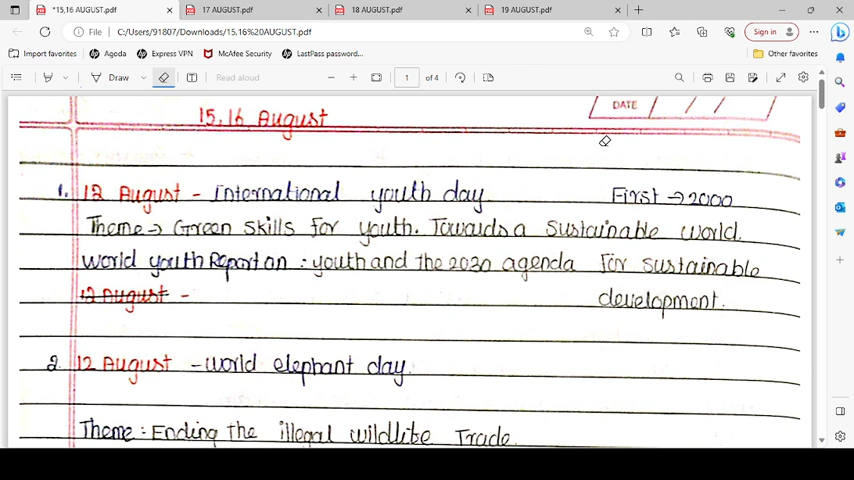 *15,16 AUGUST.pdf
17 AUGUST.pdf
18 AUGUST.pdf
19 AUGUST.pdf
File
C:/Users/91807/Downloads/15,16%20AUGUST.pdf
Sign in
Import favorites
Agoda
Express VPN
McAfee Security
LastPass password...
Other favorites
Draw
Read aloud
1
of 4
DATE
15,16 August
1. 12 August - International youth day. First → 2000
Theme → Green skills for youth. Towards a sustainable world.
World youth Report on : youth and the 2030 agenda for sustainable
12 August - development.
2. 12 August - World elephant day.
Theme : Ending the illegal wildlife Trade.